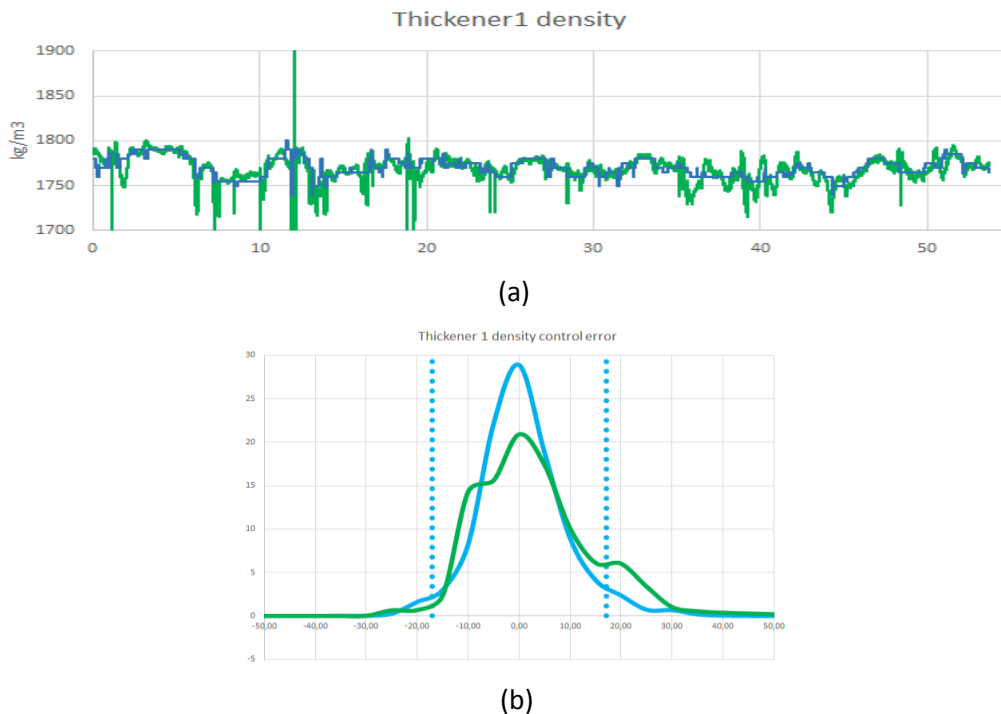 Thickener1 density
kg/m3
1900
1850
1800
1750
1700
0 10 20 30 40 50
(a)
Thickener 1 density control error
30
25
20
15
10
5
0
-5
-50,00 -40,00 -30,00 -20,00 -10,00 0,00 10,00 20,00 30,00 40,00 50,00
(b)